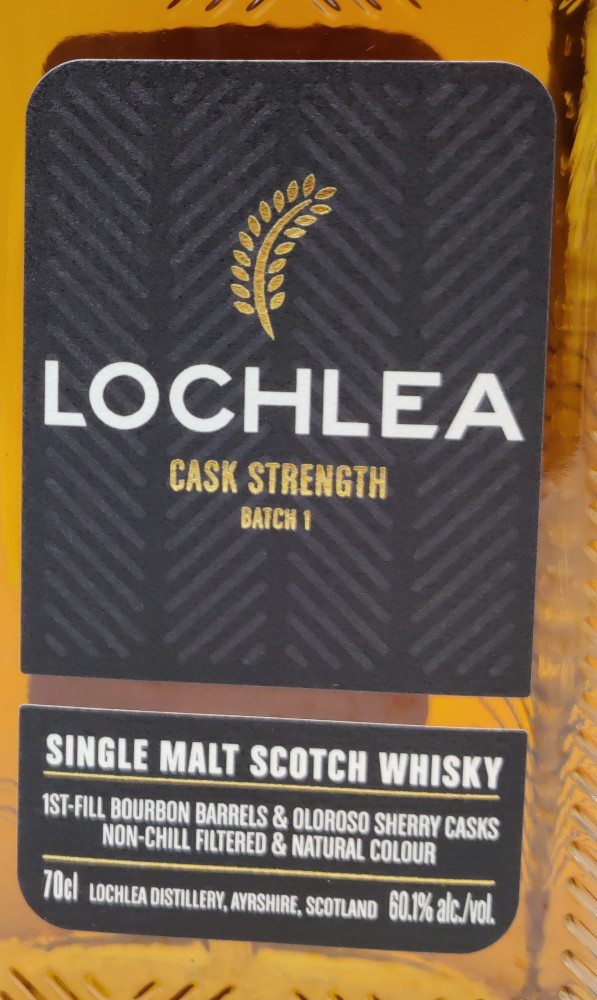 LOCHLEA
CASK STRENGTH
BATCH 1
SINGLE MALT SCOTCH WHISKY
1ST-FILL BOURBON BARRELS & OLOROSO SHERRY CASKS
NON-CHILL FILTERED & NATURAL COLOUR
70cl LOCHLEA DISTILLERY, AYRSHIRE, SCOTLAND 60.1% alc./vol.